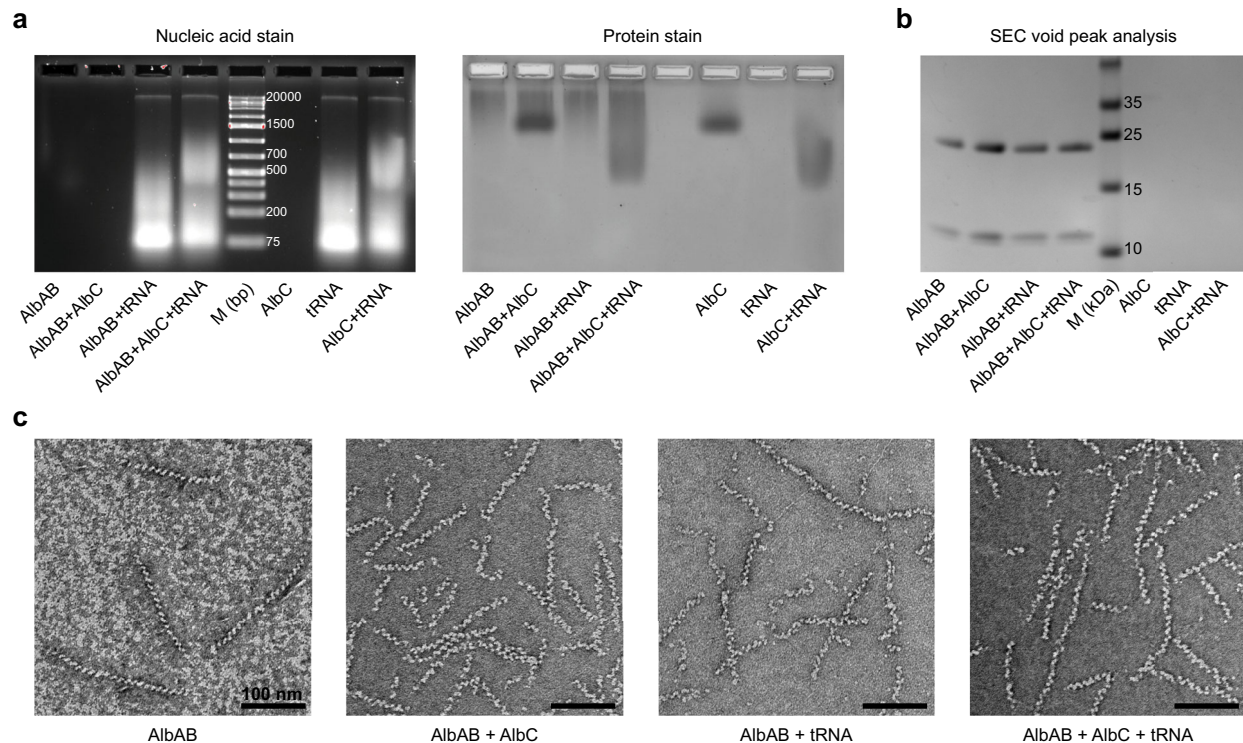 a
b
Nucleic acid stain
Protein stain
SEC void peak analysis
20000
1500
700
500
200
75
35
25
15
10
AlbAB
AlbAB+AlbC
AlbAB+tRNA
AlbAB+AlbC+tRNA
M (bp)
AlbC
tRNA
AlbC+tRNA
AlbAB
AlbAB+AlbC
AlbAB+tRNA
AlbAB+AlbC+tRNA
AlbC
tRNA
AlbC+tRNA
AlbAB
AlbAB+AlbC
AlbAB+tRNA
AlbAB+AlbC+tRNA
M (kDa)
AlbC
tRNA
AlbC+tRNA
c
100 nm
AlbAB
AlbAB + AlbC
AlbAB + tRNA
AlbAB + AlbC + tRNA